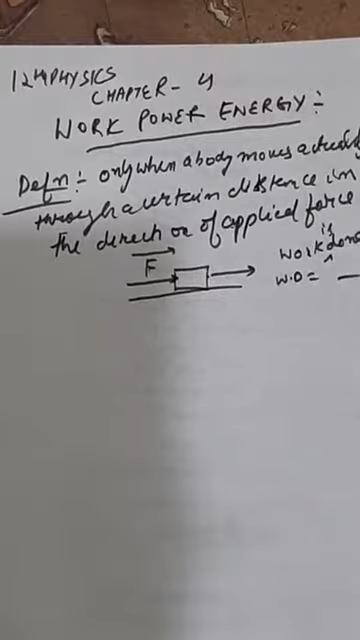 12th PHYSICS
CHAPTER - 4
WORK POWER ENERGY :-
Defn :- only when a body moves actually
through a certain distance in
the direction of applied force
F
is
work done
W.D =